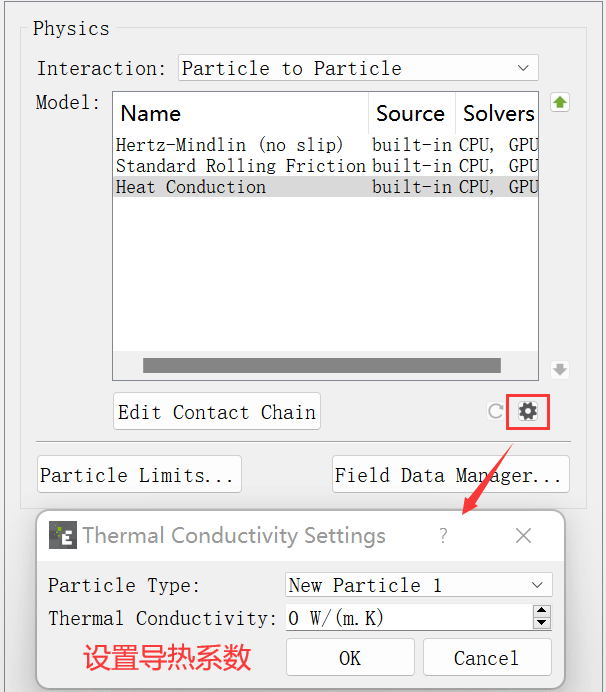 Physics
Interaction: Particle to Particle
Model:
Name Source Solvers
Hertz-Mindlin (no slip) built-in CPU, GPU
Standard Rolling Friction built-in CPU, GPU
Heat Conduction built-in CPU, GPU
Edit Contact Chain
Particle Limits... Field Data Manager...
E Thermal Conductivity Settings ?
Particle Type: New Particle 1
Thermal Conductivity: 0 W/(m.K)
设置导热系数 OK Cancel